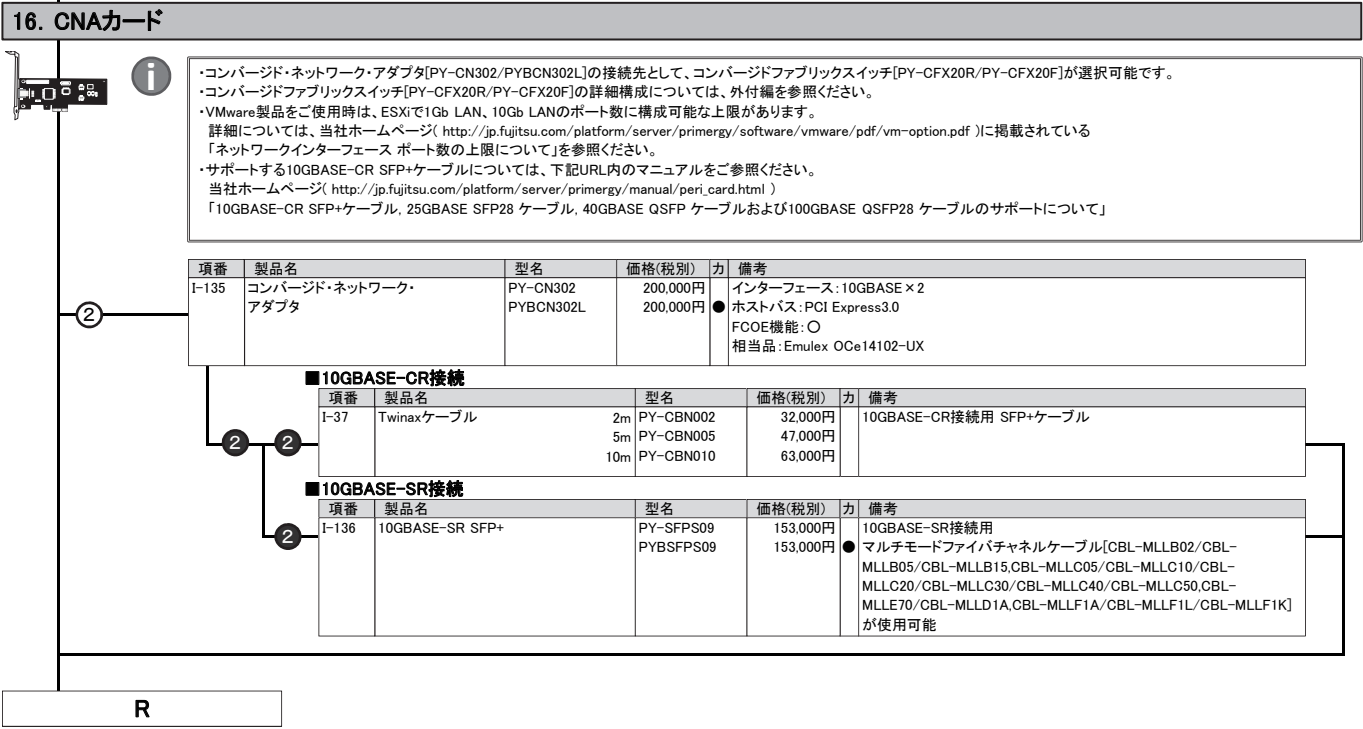 16. CNAカード
i
・コンバージド・ネットワーク・アダプタ[PY-CN302/PYBCN302L]の接続先として、コンバージドファブリックスイッチ[PY-CFX20R/PY-CFX20F]が選択可能です。
・コンバージドファブリックスイッチ[PY-CFX20R/PY-CFX20F]の詳細構成については、外付編を参照ください。
・VMware製品をご使用時は、ESXiで1Gb LAN、10Gb LANのポート数に構成可能な上限があります。
詳細については、当社ホームページ( http://jp.fujitsu.com/platform/server/primergy/software/vmware/pdf/vm-option.pdf )に掲載されている
「ネットワークインターフェース ポート数の上限について」を参照ください。
・サポートする10GBASE-CR SFP+ケーブルについては、下記URL内のマニュアルをご参照ください。
当社ホームページ( http://jp.fujitsu.com/platform/server/primergy/manual/peri_card.html )
「10GBASE-CR SFP+ケーブル, 25GBASE SFP28 ケーブル, 40GBASE QSFP ケーブルおよび100GBASE QSFP28 ケーブルのサポートについて」
項番 製品名 型名 価格(税別) カ 備考
I-135 コンバージド・ネットワーク・ PY-CN302 200,000円 インターフェース:10GBASE×2
② アダプタ PYBCN302L 200,000円 ● ホストバス:PCI Express3.0
FCOE機能:○
相当品:Emulex OCe14102-UX
■10GBASE-CR接続
項番 製品名 型名 価格(税別) カ 備考
I-37 Twinaxケーブル 2m PY-CBN002 32,000円 10GBASE-CR接続用 SFP+ケーブル
2 2 5m PY-CBN005 47,000円
10m PY-CBN010 63,000円
■10GBASE-SR接続
項番 製品名 型名 価格(税別) カ 備考
2 I-136 10GBASE-SR SFP+ PY-SFPS09 153,000円 10GBASE-SR接続用
PYBSFPS09 153,000円 ● マルチモードファイバチャネルケーブル[CBL-MLLB02/CBL-
MLLB05/CBL-MLLB15,CBL-MLLC05/CBL-MLLC10/CBL-
MLLC20/CBL-MLLC30/CBL-MLLC40/CBL-MLLC50,CBL-
MLLE70/CBL-MLLD1A,CBL-MLLF1A/CBL-MLLF1L/CBL-MLLF1K]
が使用可能
R